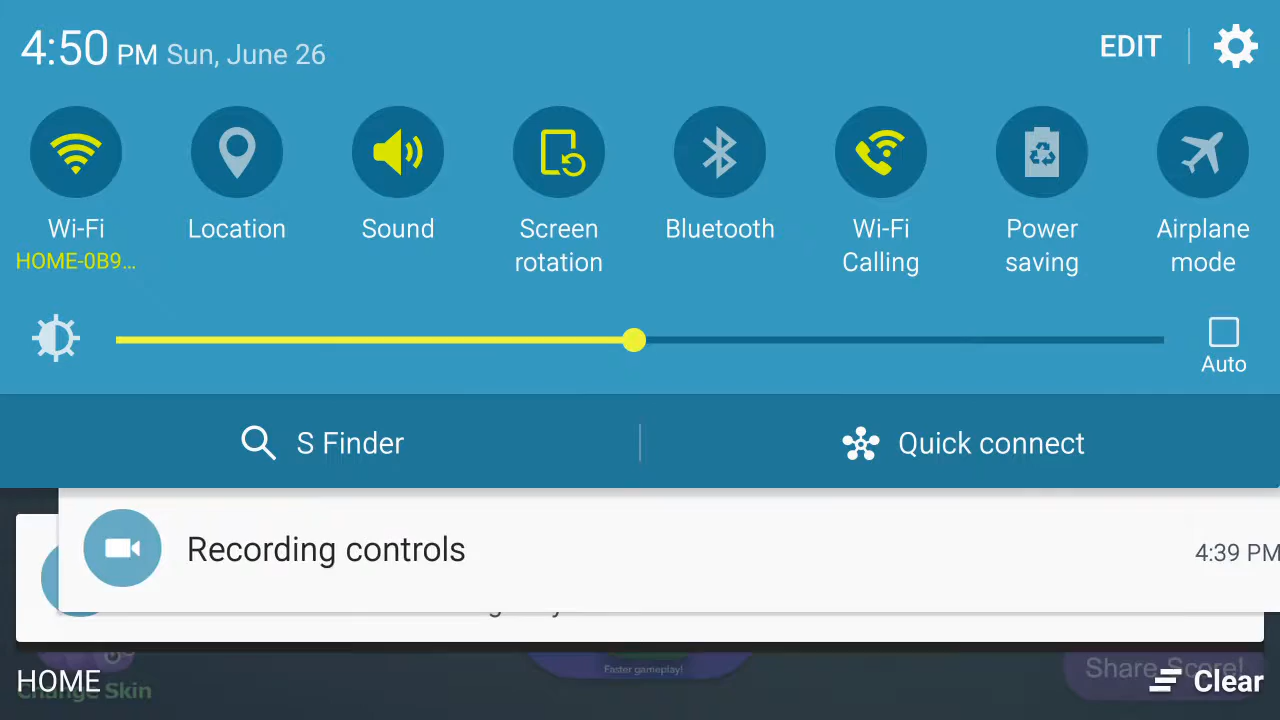 4:50 PM Sun, June 26
EDIT
Wi-Fi
HOME-0B9...
Location
Sound
Screen
rotation
Bluetooth
Wi-Fi
Calling
Power
saving
Airplane
mode
Auto
S Finder
Quick connect
Recording controls
4:39 PM
Faster gameplay!
Share Score!
HOME
Change Skin
Clear